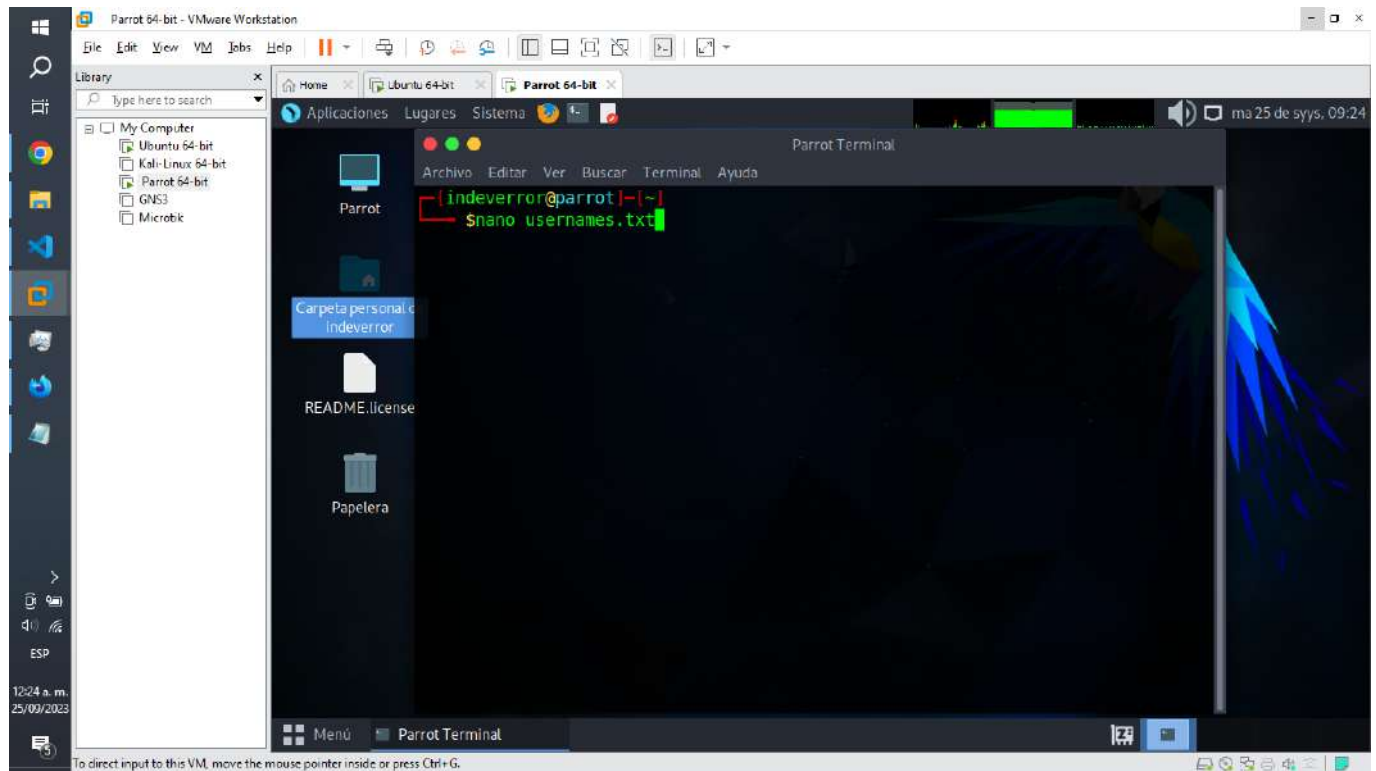 Parrot 64-bit - VMware Workstation
File Edit View VM Tabs Help
Library
Type here to search
My Computer
Ubuntu 64-bit
Kali-Linux 64-bit
Parrot 64-bit
GNS3
Microtik
Home
Ubuntu 64-bit
Parrot 64-bit
Aplicaciones Lugares Sistema
ma 25 de syys, 09:24
Parrot
Carpeta personal d
indeverror
README.license
Papelera
Parrot Terminal
Archivo Editar Ver Buscar Terminal Ayuda
[indeverror@parrot]-[~]
$nano usernames.txt
Menú Parrot Terminal
ESP
12:24 a. m.
25/09/2023
5
To direct input to this VM, move the mouse pointer inside or press Ctrl+G.